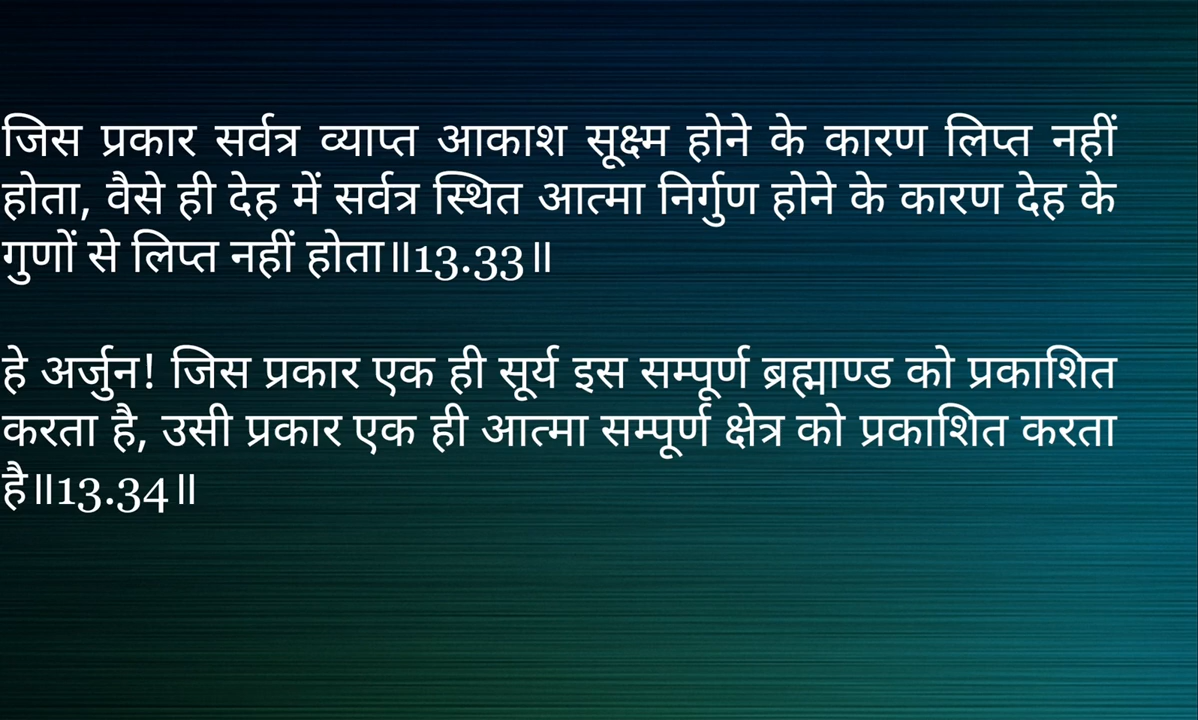 जिस प्रकार सर्वत्र व्याप्त आकाश सूक्ष्म होने के कारण लिप्त नहीं
होता, वैसे ही देह में सर्वत्र स्थित आत्मा निर्गुण होने के कारण देह के
गुणों से लिप्त नहीं होता॥13.33॥
हे अर्जुन! जिस प्रकार एक ही सूर्य इस सम्पूर्ण ब्रह्माण्ड को प्रकाशित
करता है, उसी प्रकार एक ही आत्मा सम्पूर्ण क्षेत्र को प्रकाशित करता
है॥13.34॥